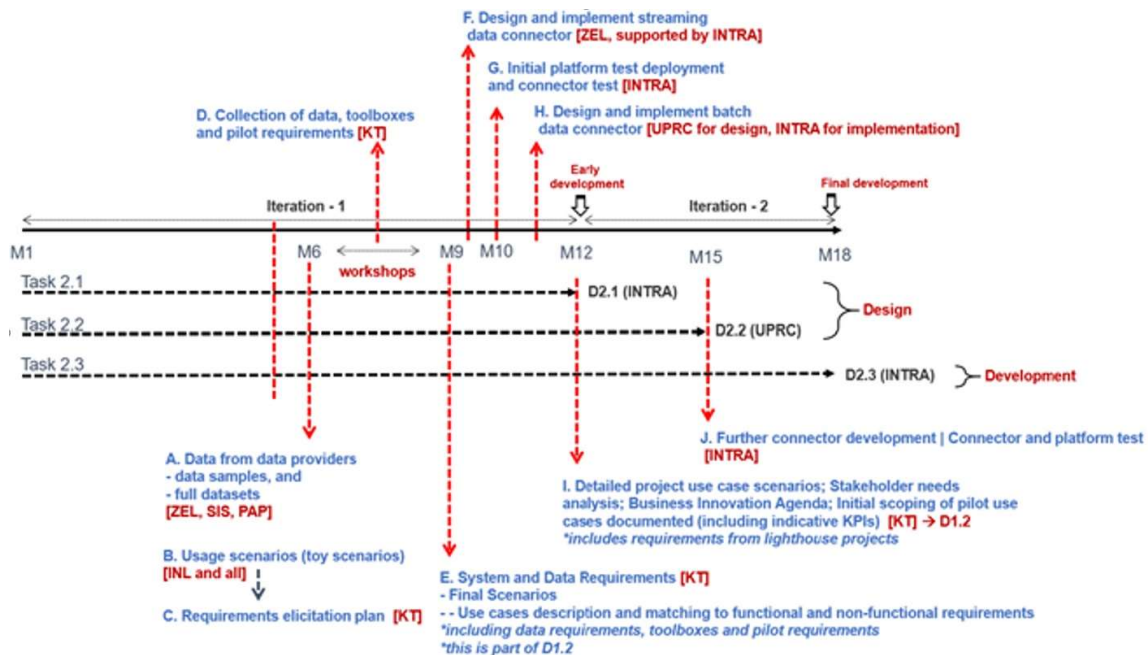 F. Design and implement streaming
data connector [ZEL, supported by INTRA]
G. Initial platform test deployment
and connector test [INTRA]
D. Collection of data, toolboxes
and pilot requirements [KT]
H. Design and implement batch
data connector [UPRC for design, INTRA for implementation]
Early
development
Final development
Iteration - 1
Iteration - 2
M1
M6
M9
M10
M12
M15
M18
workshops
Task 2.1
D2.1 (INTRA)
Design
Task 2.2
D2.2 (UPRC)
Task 2.3
D2.3 (INTRA)
Development
J. Further connector development | Connector and platform test
[INTRA]
A. Data from data providers
- data samples, and
- full datasets
[ZEL, SIS, PAP]
I. Detailed project use case scenarios; Stakeholder needs
analysis; Business Innovation Agenda; Initial scoping of pilot use
cases documented (including indicative KPIs) [KT] → D1.2
*includes requirements from lighthouse projects
B. Usage scenarios (toy scenarios)
[INL and all]
C. Requirements elicitation plan [KT]
E. System and Data Requirements [KT]
- Final Scenarios
- - Use cases description and matching to functional and non-functional requirements
*including data requirements, toolboxes and pilot requirements
*this is part of D1.2